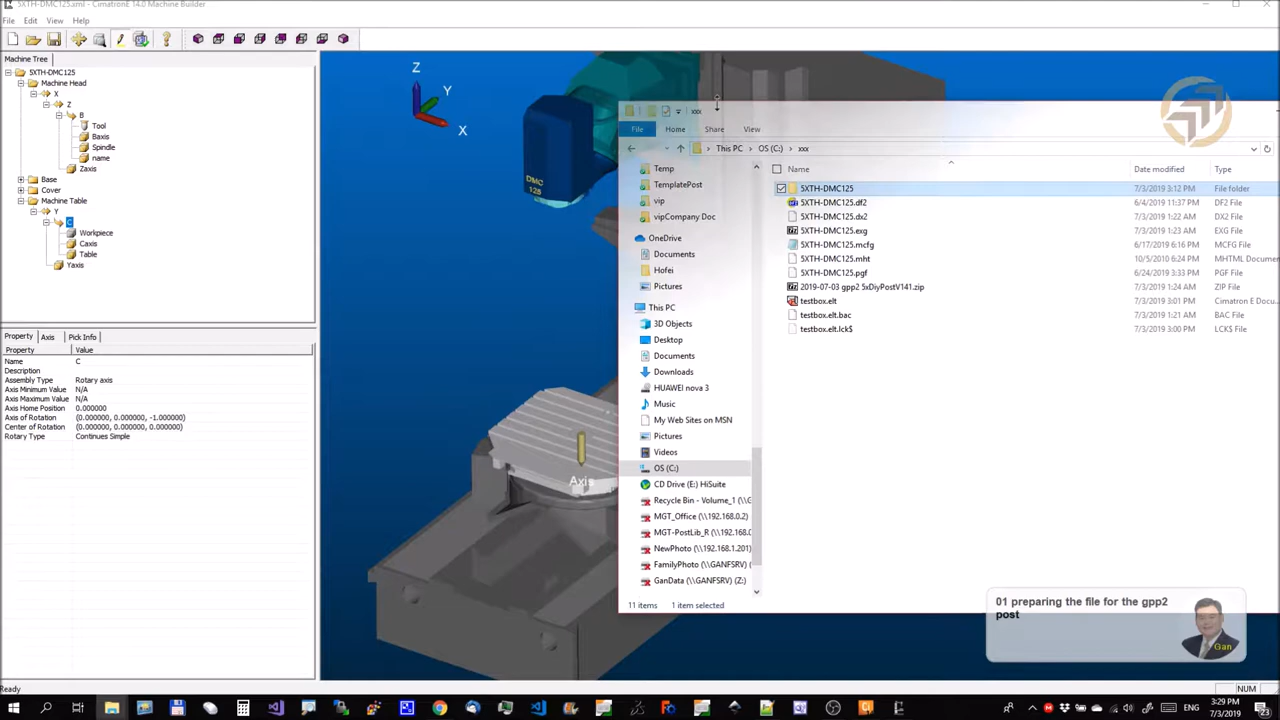 5XTH-DMC125.xml - CimatronE 14.0 Machine Builder
File Edit View Help
Machine Tree
5XTH-DMC125
Machine Head
X
Z
B
Tool
Baxis
Spindle
name
Zaxis
Base
Cover
Machine Table
Y
C
Workpiece
Caxis
Table
Yaxis
Property Axis Pick Info
Property Value
Name C
Description
Assembly Type Rotary axis
Axis Minimum Value N/A
Axis Maximum Value N/A
Axis Home Position 0.000000
Axis of Rotation (0.000000, 0.000000, -1.000000)
Center of Rotation (0.000000, 0.000000, 0.000000)
Rotary Type Continues Simple
Ready
Z
Y
X
DMC
Axis
xxx
File Home Share View
This PC > OS (C:) > xxx
Temp
TemplatePost
vip
vipCompany Doc
OneDrive
Documents
Hofei
Pictures
This PC
3D Objects
Desktop
Documents
Downloads
HUAWEI nova 3
Music
My Web Sites on MSN
Pictures
Videos
OS (C:)
CD Drive (E:) HiSuite
Recycle Bin - Volume_1 (\\G
MGT_Office (\\192.168.0.2)
MGT-PostLib_R (\\192.168.0
NewPhoto (\\192.168.1.201)
FamilyPhoto (\\GANFSRV)
GanData (\\GANFSRV) (Z:)
Name Date modified Type
5XTH-DMC125 7/3/2019 3:12 PM File folder
5XTH-DMC125.df2 6/4/2019 11:37 PM DF2 File
5XTH-DMC125.dx2 7/3/2019 1:22 AM DX2 File
5XTH-DMC125.exg 7/3/2019 1:23 AM EXG File
5XTH-DMC125.mcfg 6/17/2019 6:16 PM MCFG File
5XTH-DMC125.mht 10/5/2010 6:24 PM MHTML Docume
5XTH-DMC125.pgf 6/24/2019 3:33 PM PGF File
2019-07-03 gpp2 5xDiyPostV141.zip 7/3/2019 1:24 AM ZIP File
testbox.elt 7/3/2019 3:01 PM Cimatron E Docum
testbox.elt.bac 7/3/2019 1:21 AM BAC File
testbox.elt.lck$ 7/3/2019 3:00 PM LCK$ File
11 items 1 item selected
01 preparing the file for the gpp2
post
Gan
NUM
3:29 PM
7/3/2019
23